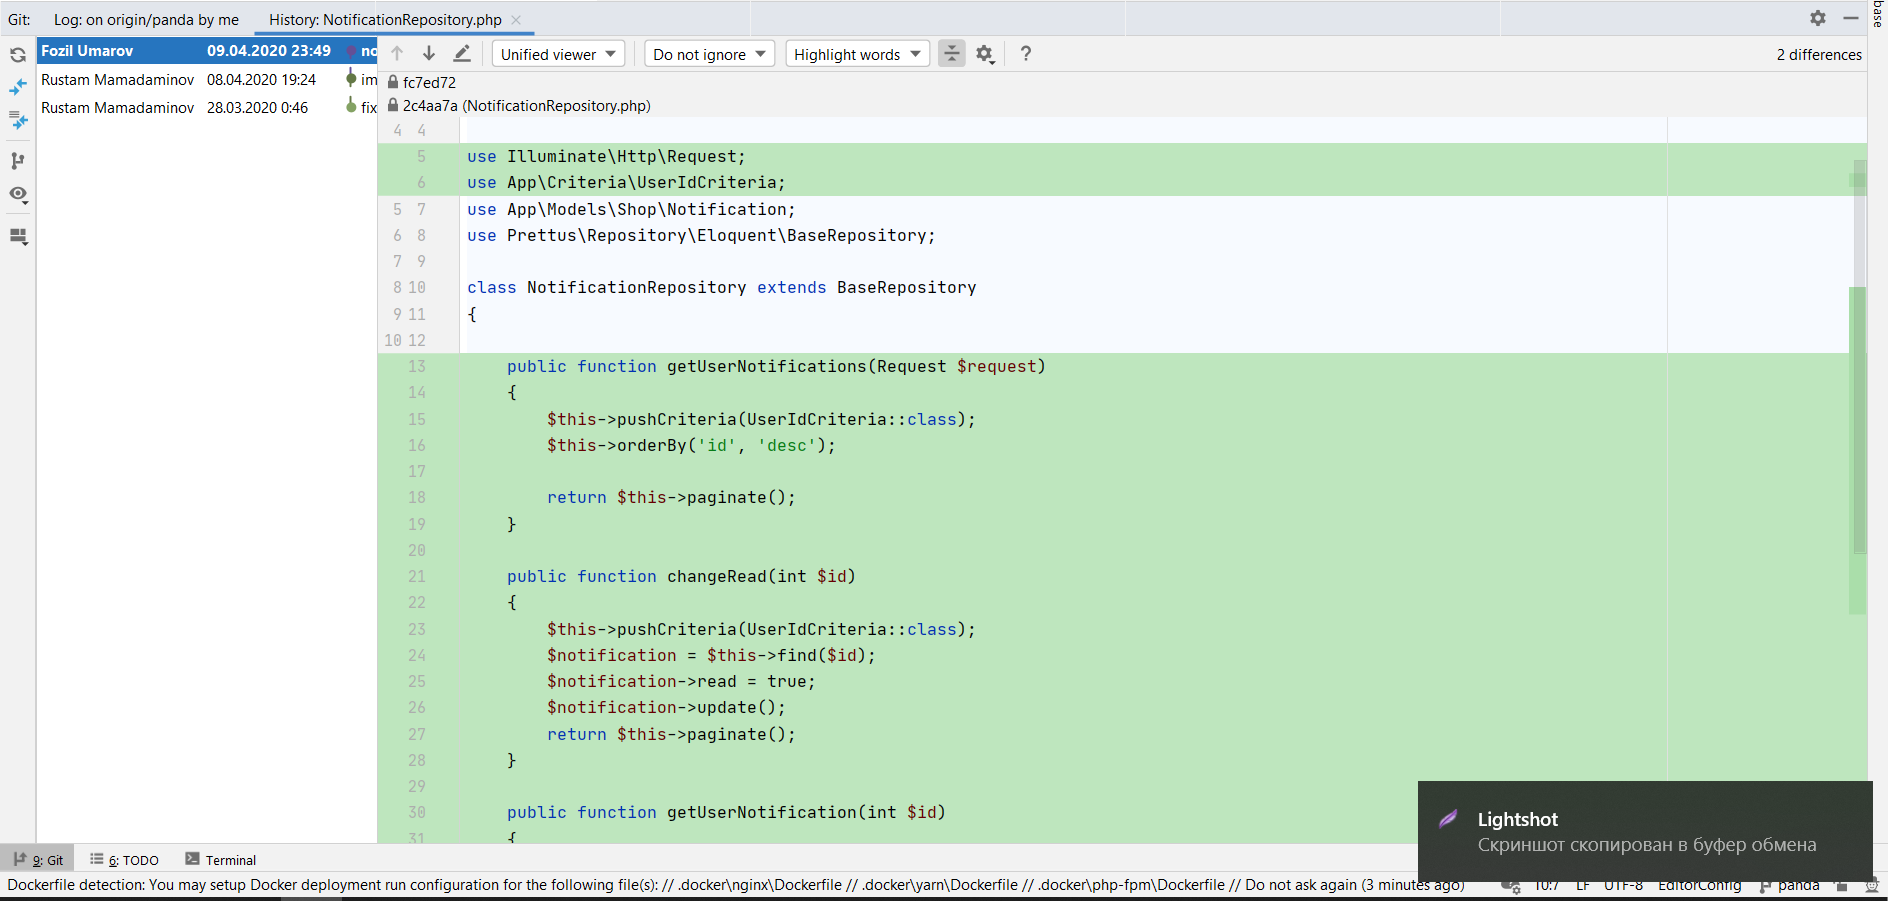 Git: Log: on origin/panda by me History: NotificationRepository.php
base
Fozil Umarov 09.04.2020 23:49 no
Rustam Mamadaminov 08.04.2020 19:24 im
Rustam Mamadaminov 28.03.2020 0:46 fix
Unified viewer Do not ignore Highlight words ? 2 differences
fc7ed72
2c4aa7a (NotificationRepository.php)
4 4
5 use Illuminate\Http\Request;
6 use App\Criteria\UserIdCriteria;
5 7 use App\Models\Shop\Notification;
6 8 use Prettus\Repository\Eloquent\BaseRepository;
7 9
8 10 class NotificationRepository extends BaseRepository
9 11 {
10 12
13 public function getUserNotifications(Request $request)
14 {
15 $this->pushCriteria(UserIdCriteria::class);
16 $this->orderBy('id', 'desc');
17
18 return $this->paginate();
19 }
20
21 public function changeRead(int $id)
22 {
23 $this->pushCriteria(UserIdCriteria::class);
24 $notification = $this->find($id);
25 $notification->read = true;
26 $notification->update();
27 return $this->paginate();
28 }
29
30 public function getUserNotification(int $id)
31 {
Lightshot
Скриншот скопирован в буфер обмена
9: Git 6: TODO Terminal
Dockerfile detection: You may setup Docker deployment run configuration for the following file(s): // .docker\nginx\Dockerfile // .docker\yarn\Dockerfile // .docker\php-fpm\Dockerfile // Do not ask again (3 minutes ago) 10:7 LF UTF-8 EditorConfig panda